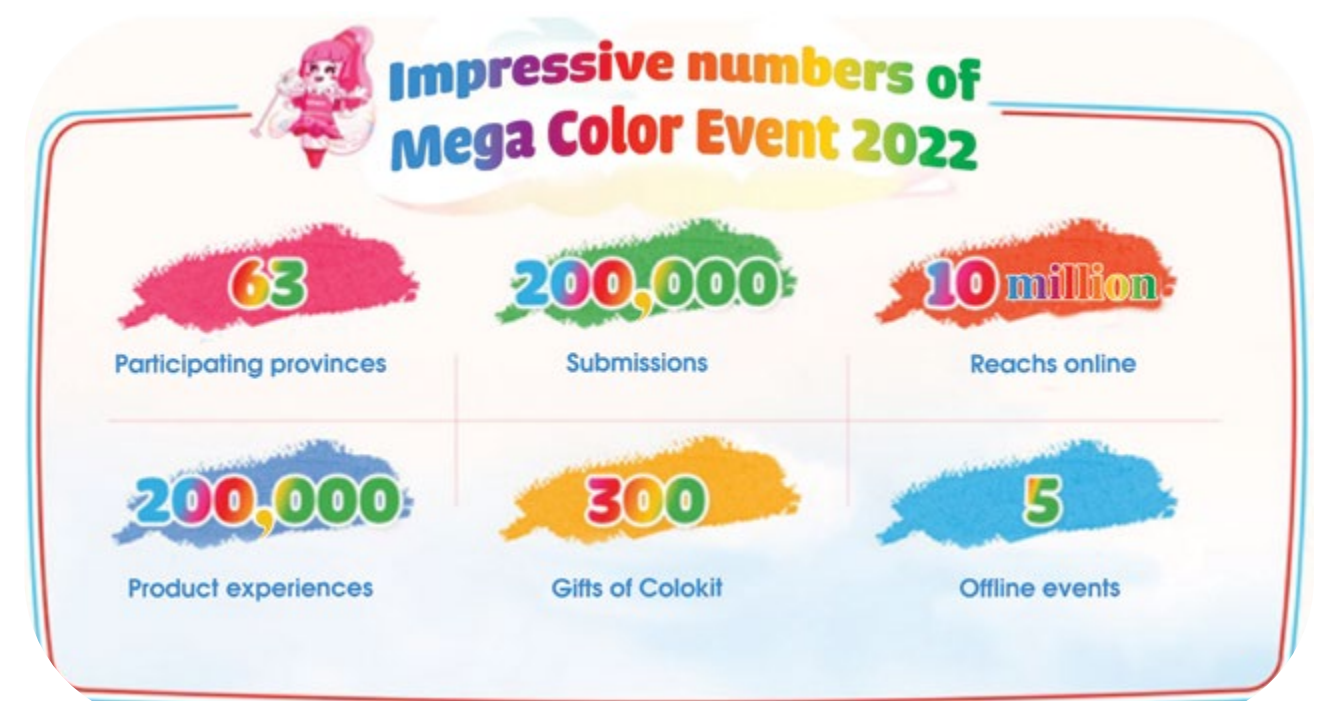 Impressive numbers of
Mega Color Event 2022
63
Participating provinces
200,000
Submissions
10 million
Reachs online
200,000
Product experiences
300
Gifts of Colokit
5
Offline events